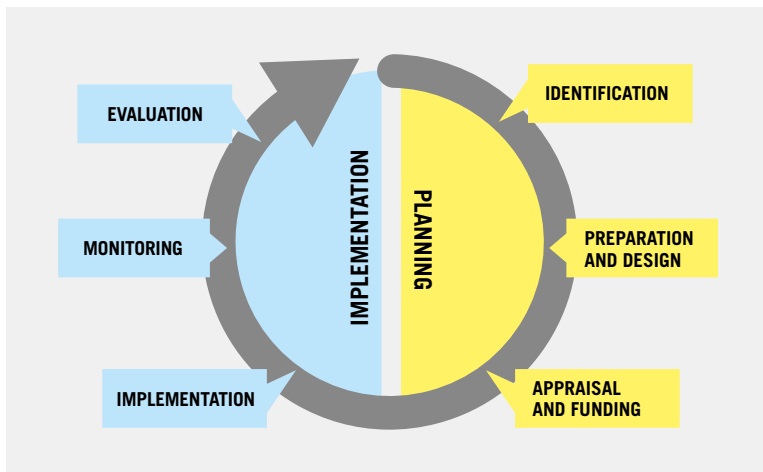 IDENTIFICATION
PREPARATION
AND DESIGN
APPRAISAL
AND FUNDING
IMPLEMENTATION
MONITORING
EVALUATION
IMPLEMENTATION
PLANNING